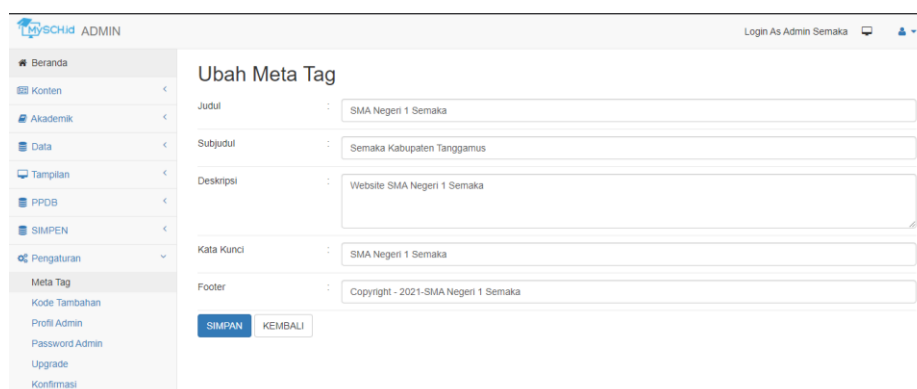 MySCH.id ADMIN
Login As Admin Semaka
Beranda
Konten
Akademik
Data
Tampilan
PPDB
SIMPEN
Pengaturan
Meta Tag
Kode Tambahan
Profil Admin
Password Admin
Upgrade
Konfirmasi
Ubah Meta Tag
Judul : SMA Negeri 1 Semaka
Subjudul : Semaka Kabupaten Tanggamus
Deskripsi : Website SMA Negeri 1 Semaka
Kata Kunci : SMA Negeri 1 Semaka
Footer : Copyright - 2021-SMA Negeri 1 Semaka
SIMPAN KEMBALI